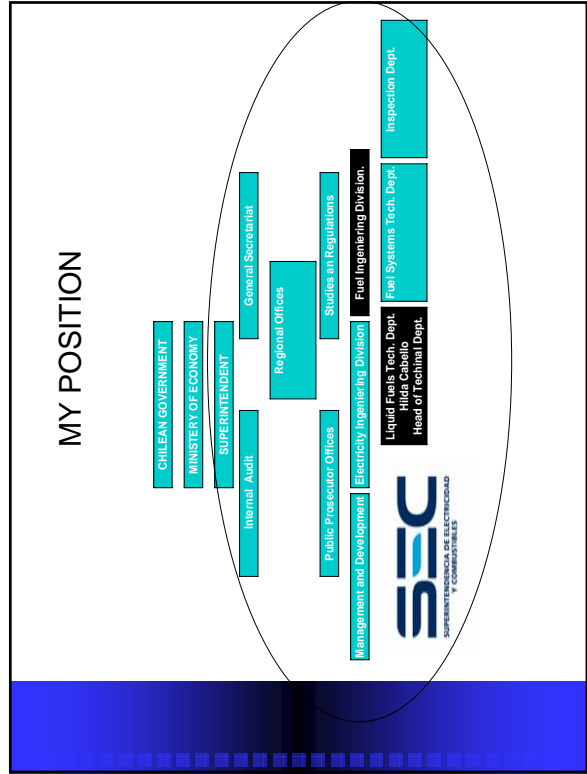 MY POSITION
CHILEAN GOVERNMENT
MINISTRY OF ECONOMY
SUPERINTENDENT
Internal Audit
General Secretariat
Regional Offices
Public Prosecutor Offices
Studies an Regulations
Management and Development
Electricity Ingeniering Division
Fuel Ingeniering Division.
Liquid Fuels Tech. Dept.
Hilda Cabello
Head of Techinal Dept.
Fuel Systems Tech. Dept.
Inspection Dept.
SEC
SUPERINTENDENCIA DE ELECTRICIDAD
Y COMBUSTIBLES